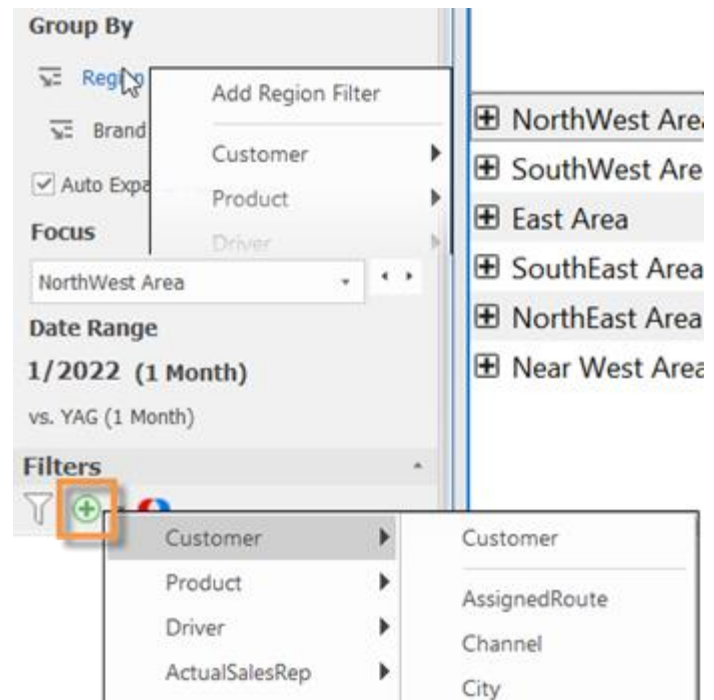 Group By
Region
Brand
Auto Expa
Add Region Filter
Customer
Product
Driver
Focus
NorthWest Area
Date Range
1/2022 (1 Month)
vs. YAG (1 Month)
Filters
Customer
Product
Driver
ActualSalesRep
Customer
AssignedRoute
Channel
City
NorthWest Area
SouthWest Are
East Area
SouthEast Area
NorthEast Area
Near West Area